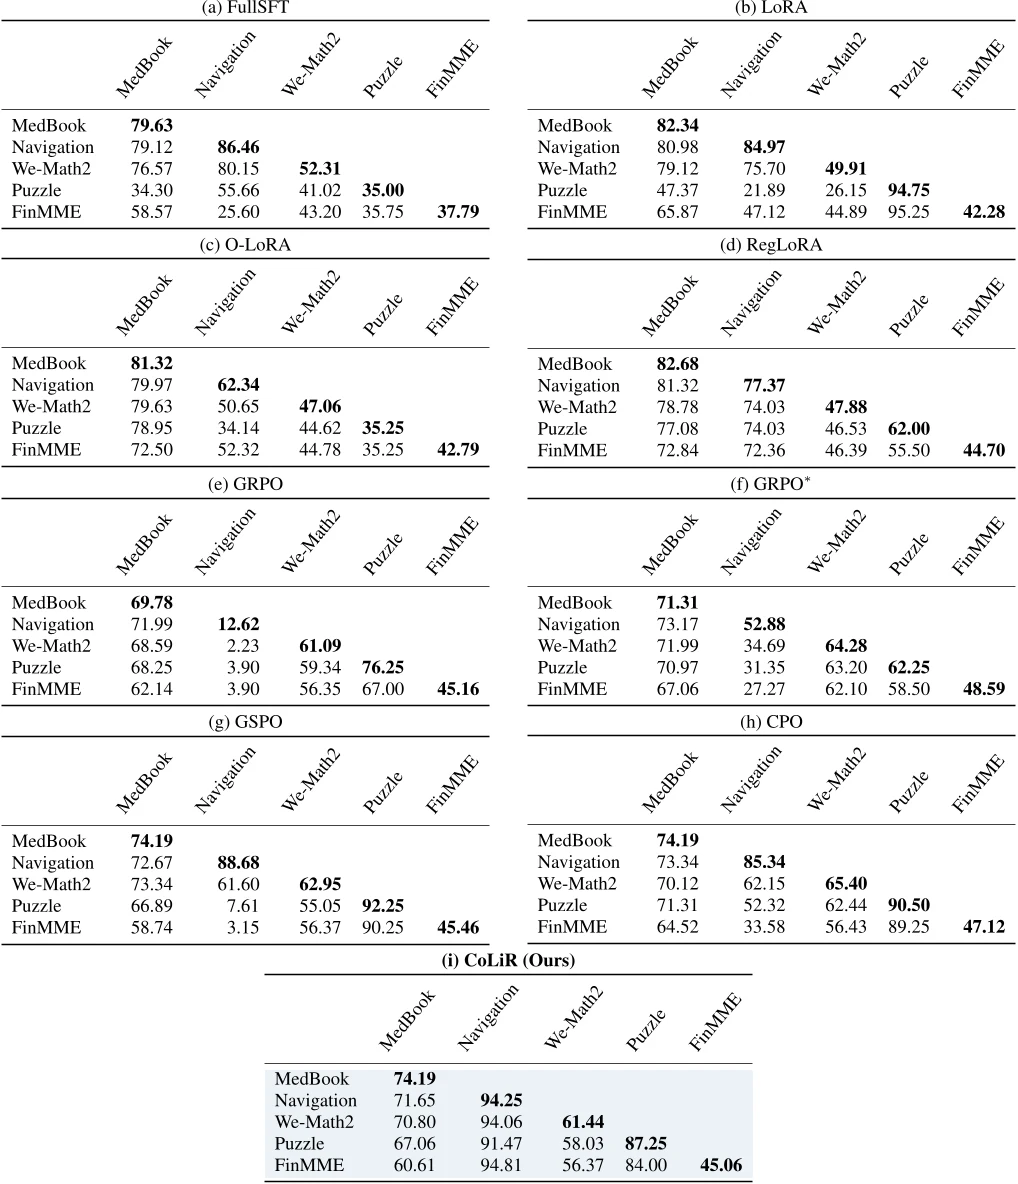 (a) FullSFT
MedBook Navigation We-Math2 Puzzle FinMME
MedBook 79.63
Navigation 79.12 86.46
We-Math2 76.57 80.15 52.31
Puzzle 34.30 55.66 41.02 35.00
FinMME 58.57 25.60 43.20 35.75 37.79
(b) LoRA
MedBook Navigation We-Math2 Puzzle FinMME
MedBook 82.34
Navigation 80.98 84.97
We-Math2 79.12 75.70 49.91
Puzzle 47.37 21.89 26.15 94.75
FinMME 65.87 47.12 44.89 95.25 42.28
(c) O-LoRA
MedBook Navigation We-Math2 Puzzle FinMME
MedBook 81.32
Navigation 79.97 62.34
We-Math2 79.63 50.65 47.06
Puzzle 78.95 34.14 44.62 35.25
FinMME 72.50 52.32 44.78 35.25 42.79
(d) RegLoRA
MedBook Navigation We-Math2 Puzzle FinMME
MedBook 82.68
Navigation 81.32 77.37
We-Math2 78.78 74.03 47.88
Puzzle 77.08 74.03 46.53 62.00
FinMME 72.84 72.36 46.39 55.50 44.70
(e) GRPO
MedBook Navigation We-Math2 Puzzle FinMME
MedBook 69.78
Navigation 71.99 12.62
We-Math2 68.59 2.23 61.09
Puzzle 68.25 3.90 59.34 76.25
FinMME 62.14 3.90 56.35 67.00 45.16
(f) GRPO*
MedBook Navigation We-Math2 Puzzle FinMME
MedBook 71.31
Navigation 73.17 52.88
We-Math2 71.99 34.69 64.28
Puzzle 70.97 31.35 63.20 62.25
FinMME 67.06 27.27 62.10 58.50 48.59
(g) GSPO
MedBook Navigation We-Math2 Puzzle FinMME
MedBook 74.19
Navigation 72.67 88.68
We-Math2 73.34 61.60 62.95
Puzzle 66.89 7.61 55.05 92.25
FinMME 58.74 3.15 56.37 90.25 45.46
(h) CPO
MedBook Navigation We-Math2 Puzzle FinMME
MedBook 74.19
Navigation 73.34 85.34
We-Math2 70.12 62.15 65.40
Puzzle 71.31 52.32 62.44 90.50
FinMME 64.52 33.58 56.43 89.25 47.12
(i) CoLiR (Ours)
MedBook Navigation We-Math2 Puzzle FinMME
MedBook 74.19
Navigation 71.65 94.25
We-Math2 70.80 94.06 61.44
Puzzle 67.06 91.47 58.03 87.25
FinMME 60.61 94.81 56.37 84.00 45.06